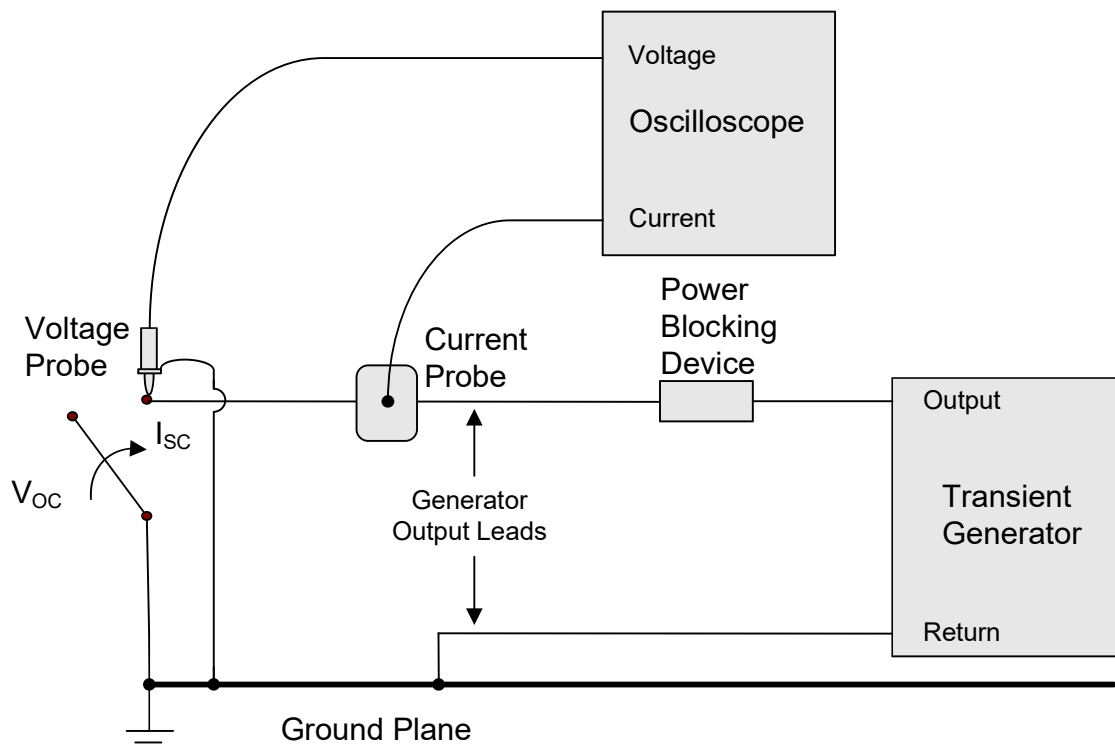 Voltage
Oscilloscope
Current
Power
Blocking
Device
Voltage
Probe
Current
Probe
Output
I_SC
V_OC
Generator
Output Leads
Transient
Generator
Return
Ground Plane